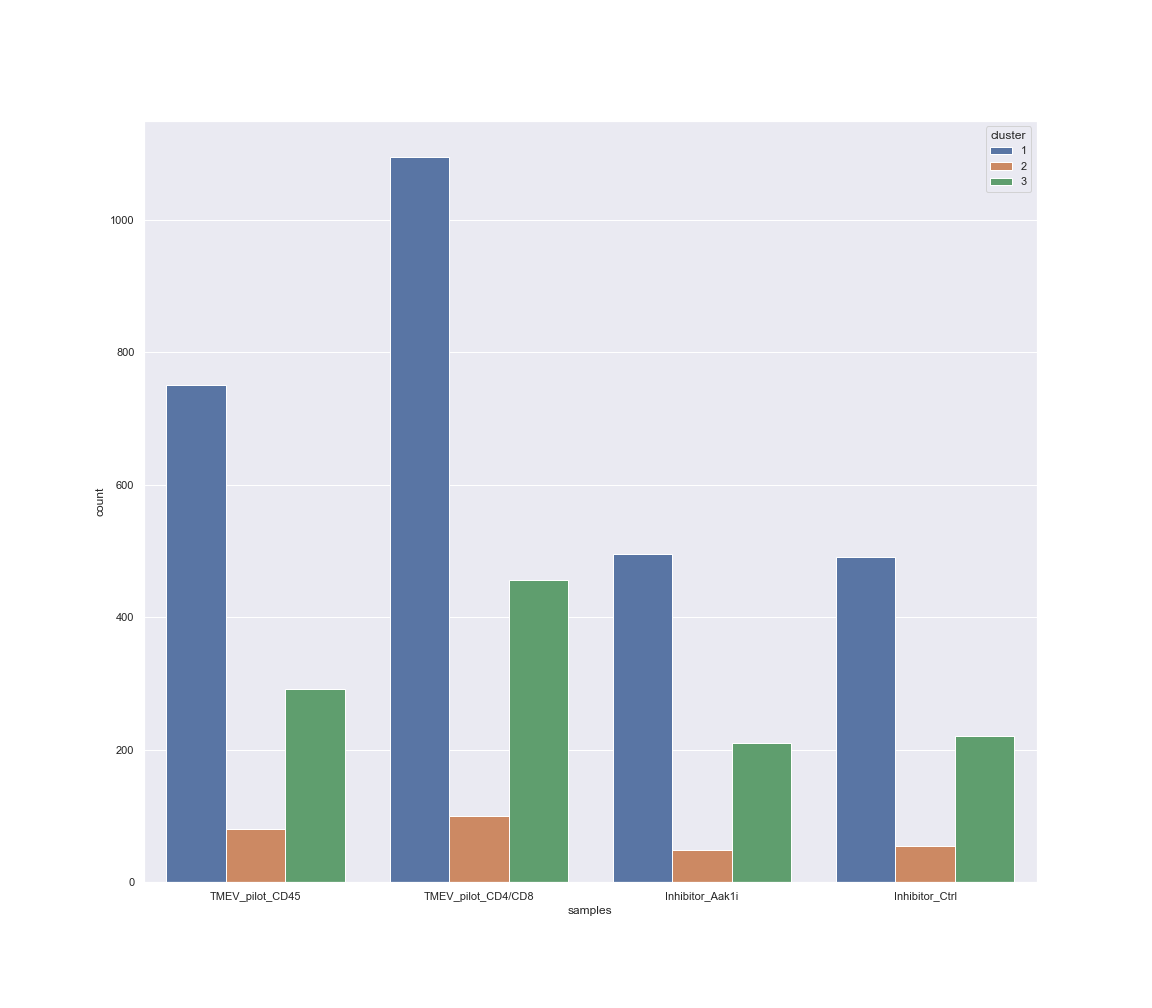 cluster
1
2
3
1000
800
600
400
200
0
count
TMEV_pilot_CD45
TMEV_pilot_CD4/CD8
Inhibitor_Aak1i
Inhibitor_Ctrl
samples